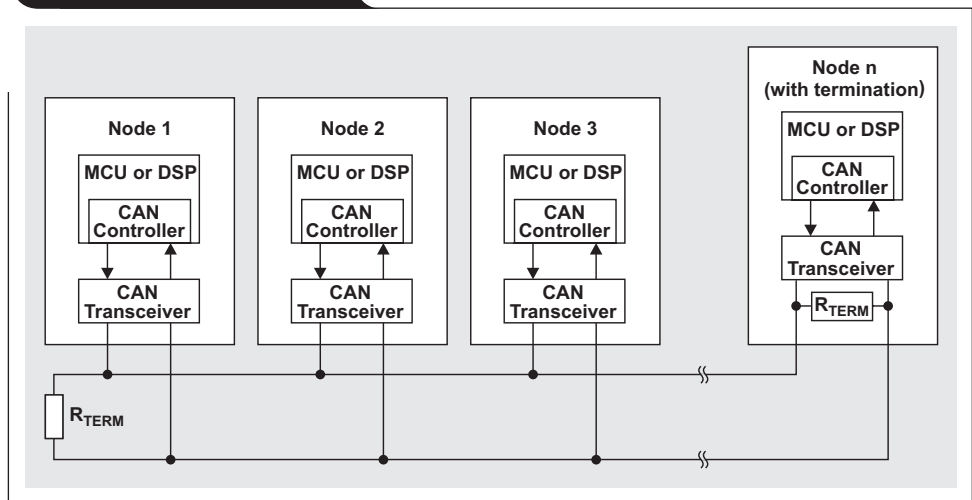 Node 1
MCU or DSP
CAN
Controller
CAN
Transceiver
Node 2
MCU or DSP
CAN
Controller
CAN
Transceiver
Node 3
MCU or DSP
CAN
Controller
CAN
Transceiver
Node n
(with termination)
MCU or DSP
CAN
Controller
CAN
Transceiver
RTERM
RTERM